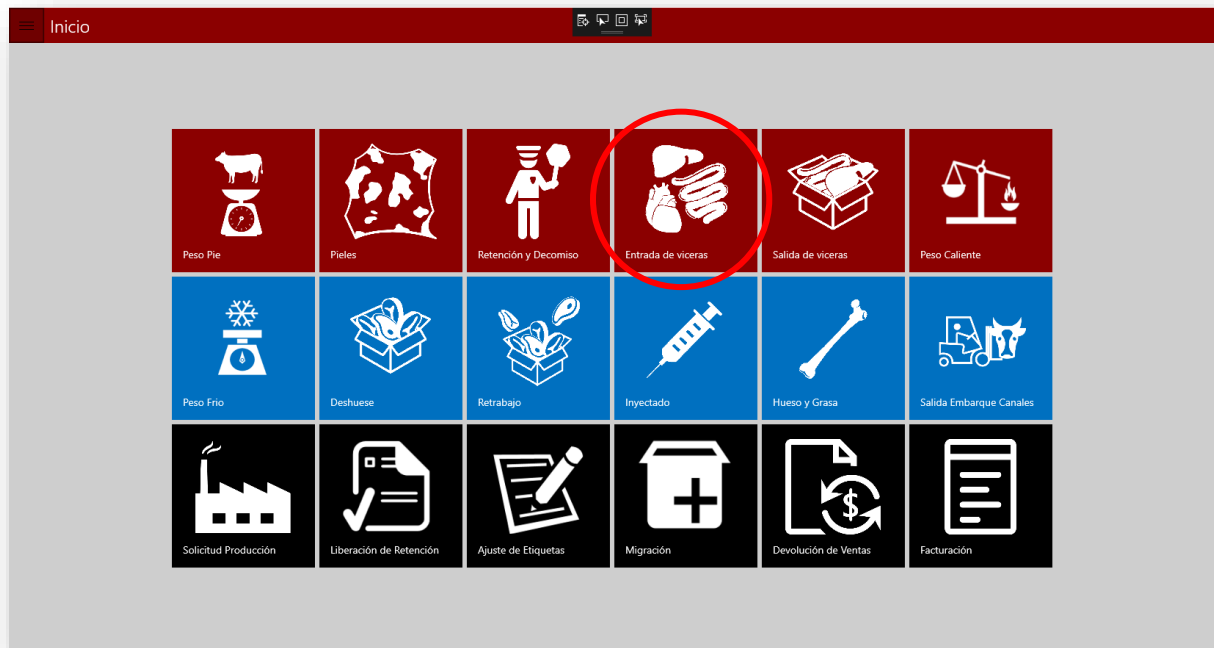 Inicio
Peso Pie
Pieles
Retención y Decomiso
Entrada de viceras
Salida de viceras
Peso Caliente
Peso Frio
Deshuese
Retrabajo
Inyectado
Hueso y Grasa
Salida Embarque Canales
Solicitud Producción
Liberación de Retención
Ajuste de Etiquetas
Migración
Devolución de Ventas
Facturación